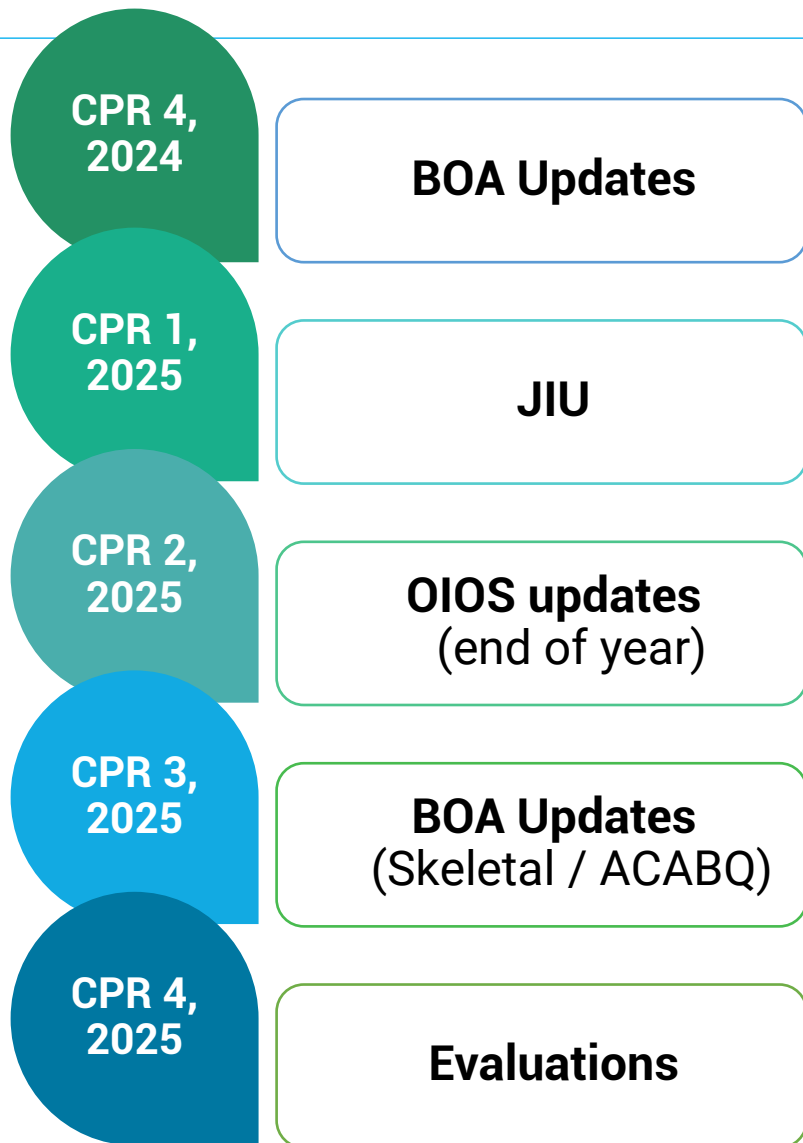 CPR 4,
2024
BOA Updates
CPR 1,
2025
JIU
CPR 2,
2025
OIOS updates
(end of year)
CPR 3,
2025
BOA Updates
(Skeletal / ACABQ)
CPR 4,
2025
Evaluations